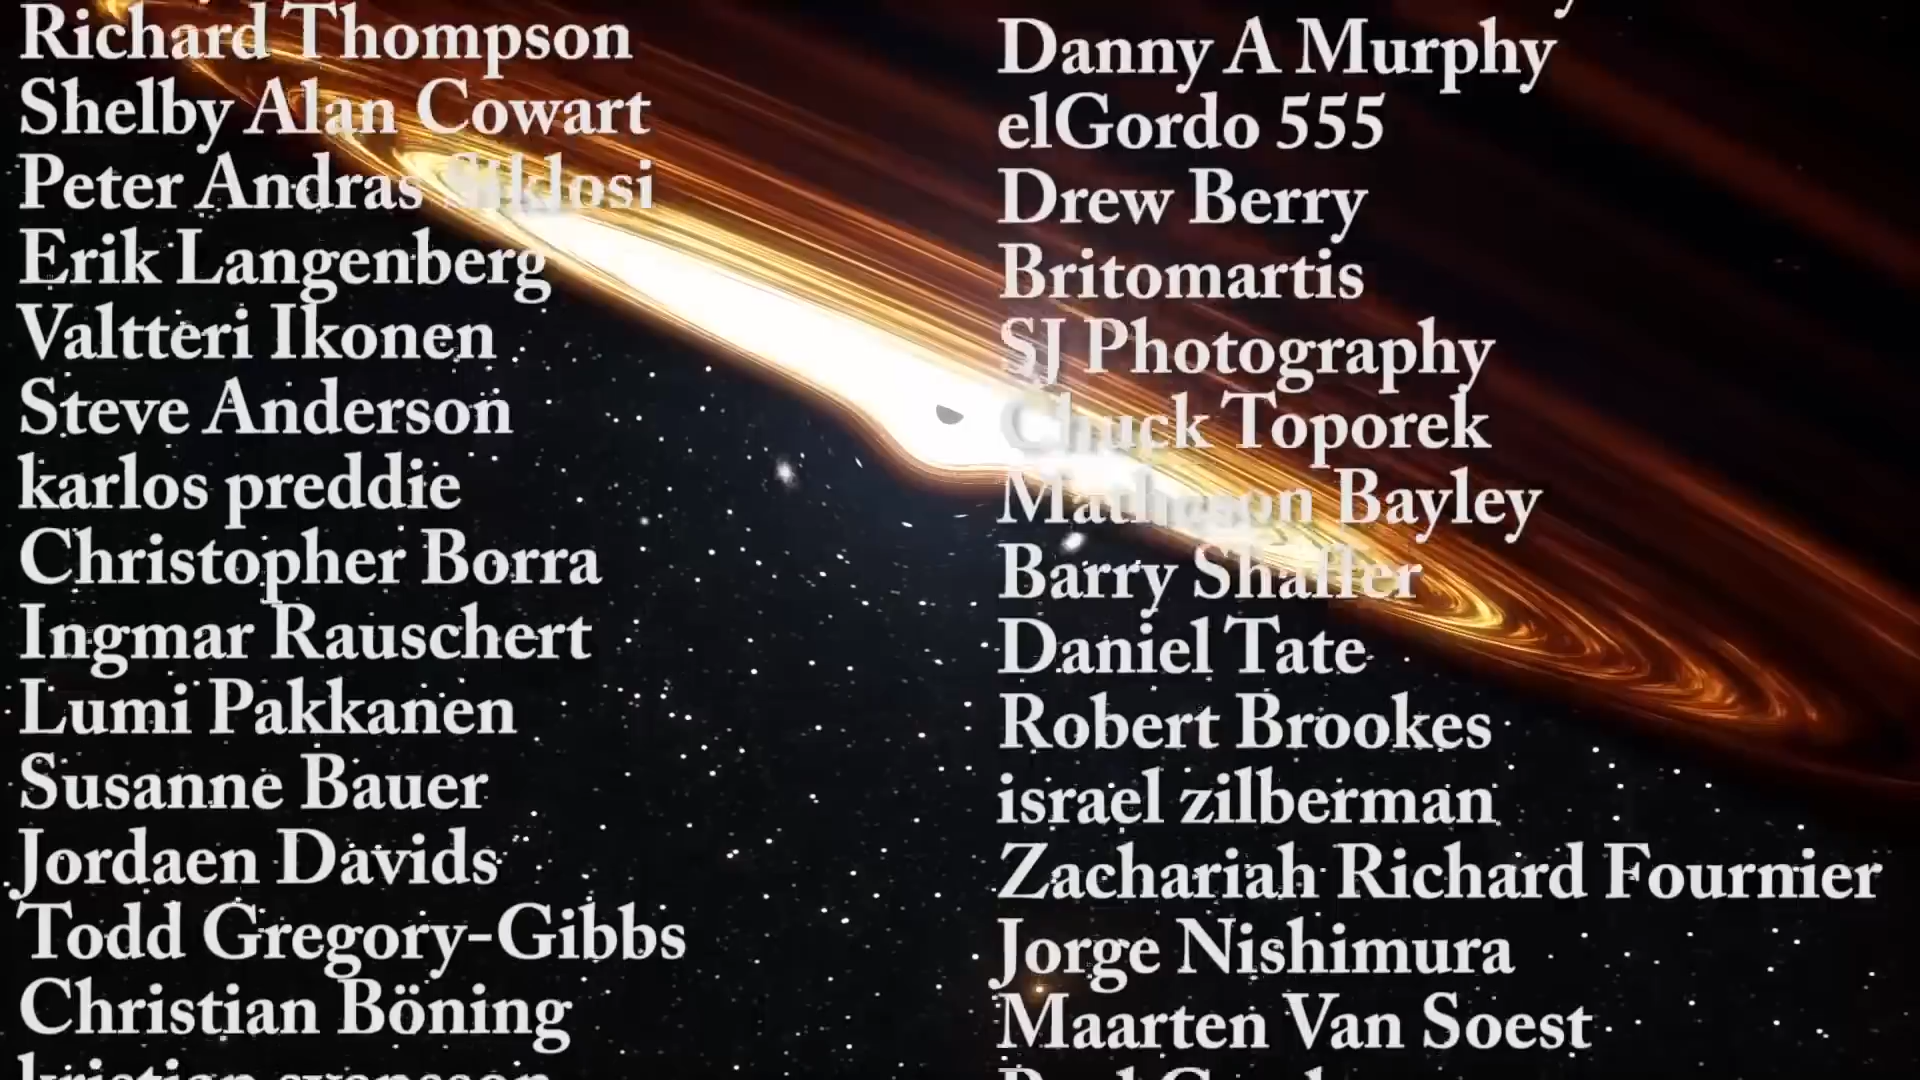 Richard Thompson
Shelby Alan Cowart
Peter Andras Siklosi
Erik Langenberg
Valtteri Ikonen
Steve Anderson
karlos preddie
Christopher Borra
Ingmar Rauschert
Lumi Pakkanen
Susanne Bauer
Jordaen Davids
Todd Gregory-Gibbs
Christian Böning
Danny A Murphy
elGordo 555
Drew Berry
Britomartis
SJ Photography
Chuck Toporek
Matheson Bayley
Barry Shaffer
Daniel Tate
Robert Brookes
israel zilberman
Zachariah Richard Fournier
Jorge Nishimura
Maarten Van Soest